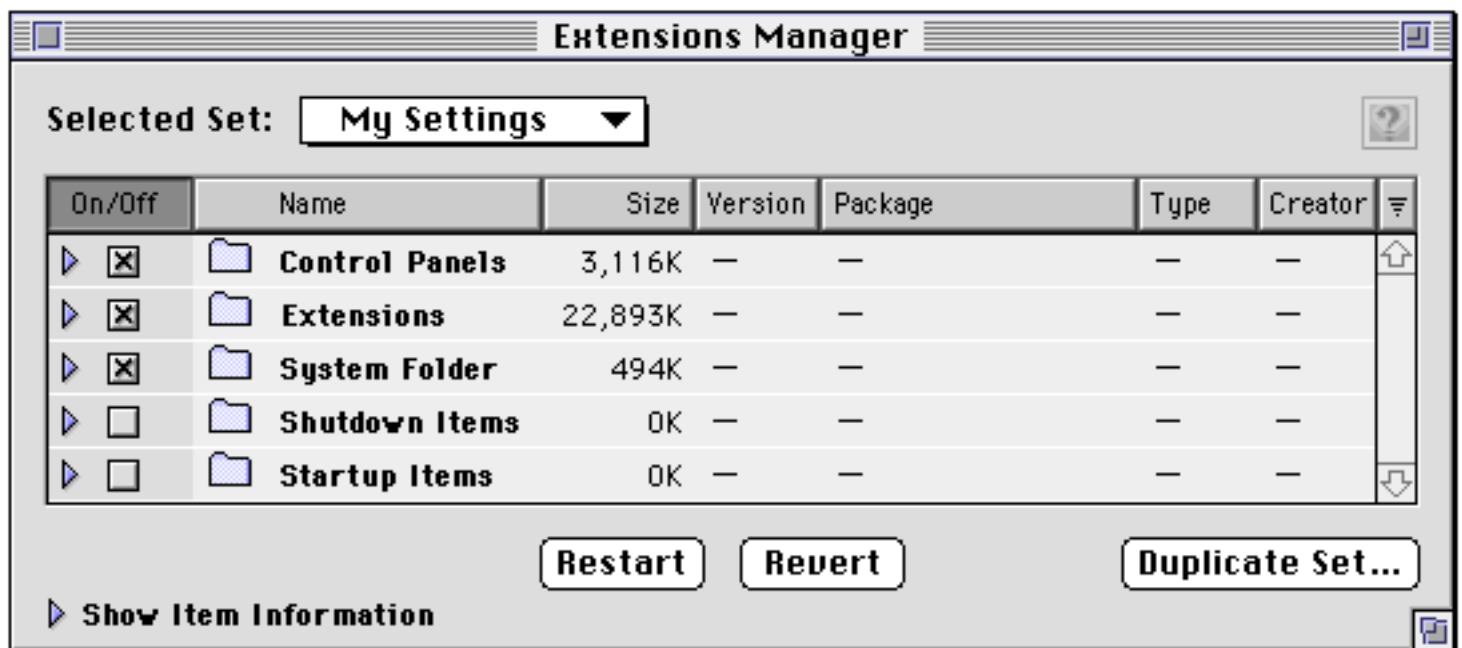 Extensions Manager
Selected Set: My Settings
?
On/Off Name Size Version Package Type Creator
Control Panels 3,116K — — — —
Extensions 22,893K — — — —
System Folder 494K — — — —
Shutdown Items 0K — — — —
Startup Items 0K — — — —
Restart Revert Duplicate Set...
Show Item Information